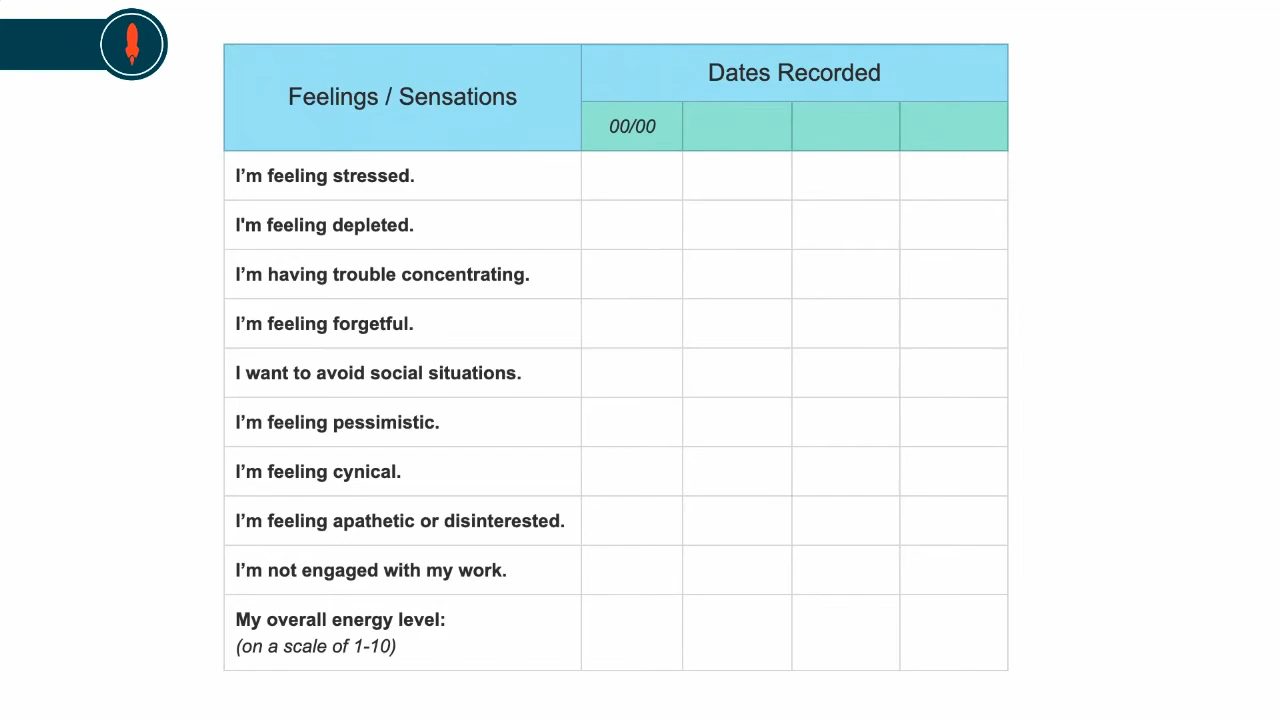 Feelings / Sensations
Dates Recorded
00/00
I’m feeling stressed.
I'm feeling depleted.
I’m having trouble concentrating.
I’m feeling forgetful.
I want to avoid social situations.
I’m feeling pessimistic.
I’m feeling cynical.
I’m feeling apathetic or disinterested.
I’m not engaged with my work.
My overall energy level:
(on a scale of 1-10)